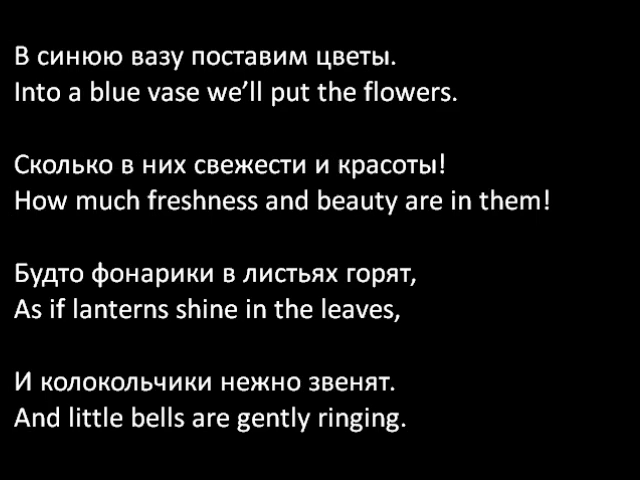 В синюю вазу поставим цветы.
Into a blue vase we’ll put the flowers.
Сколько в них свежести и красоты!
How much freshness and beauty are in them!
Будто фонарики в листьях горят,
As if lanterns shine in the leaves,
И колокольчики нежно звенят.
And little bells are gently ringing.